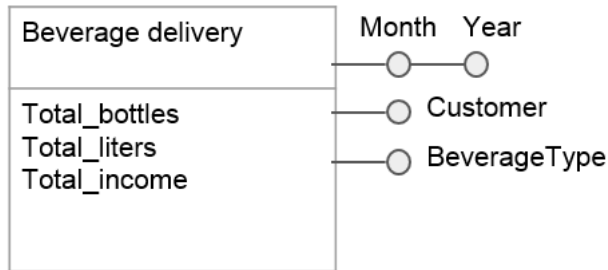 Beverage delivery
Month Year
Total_bottles
Total_liters
Total_income
Customer
BeverageType